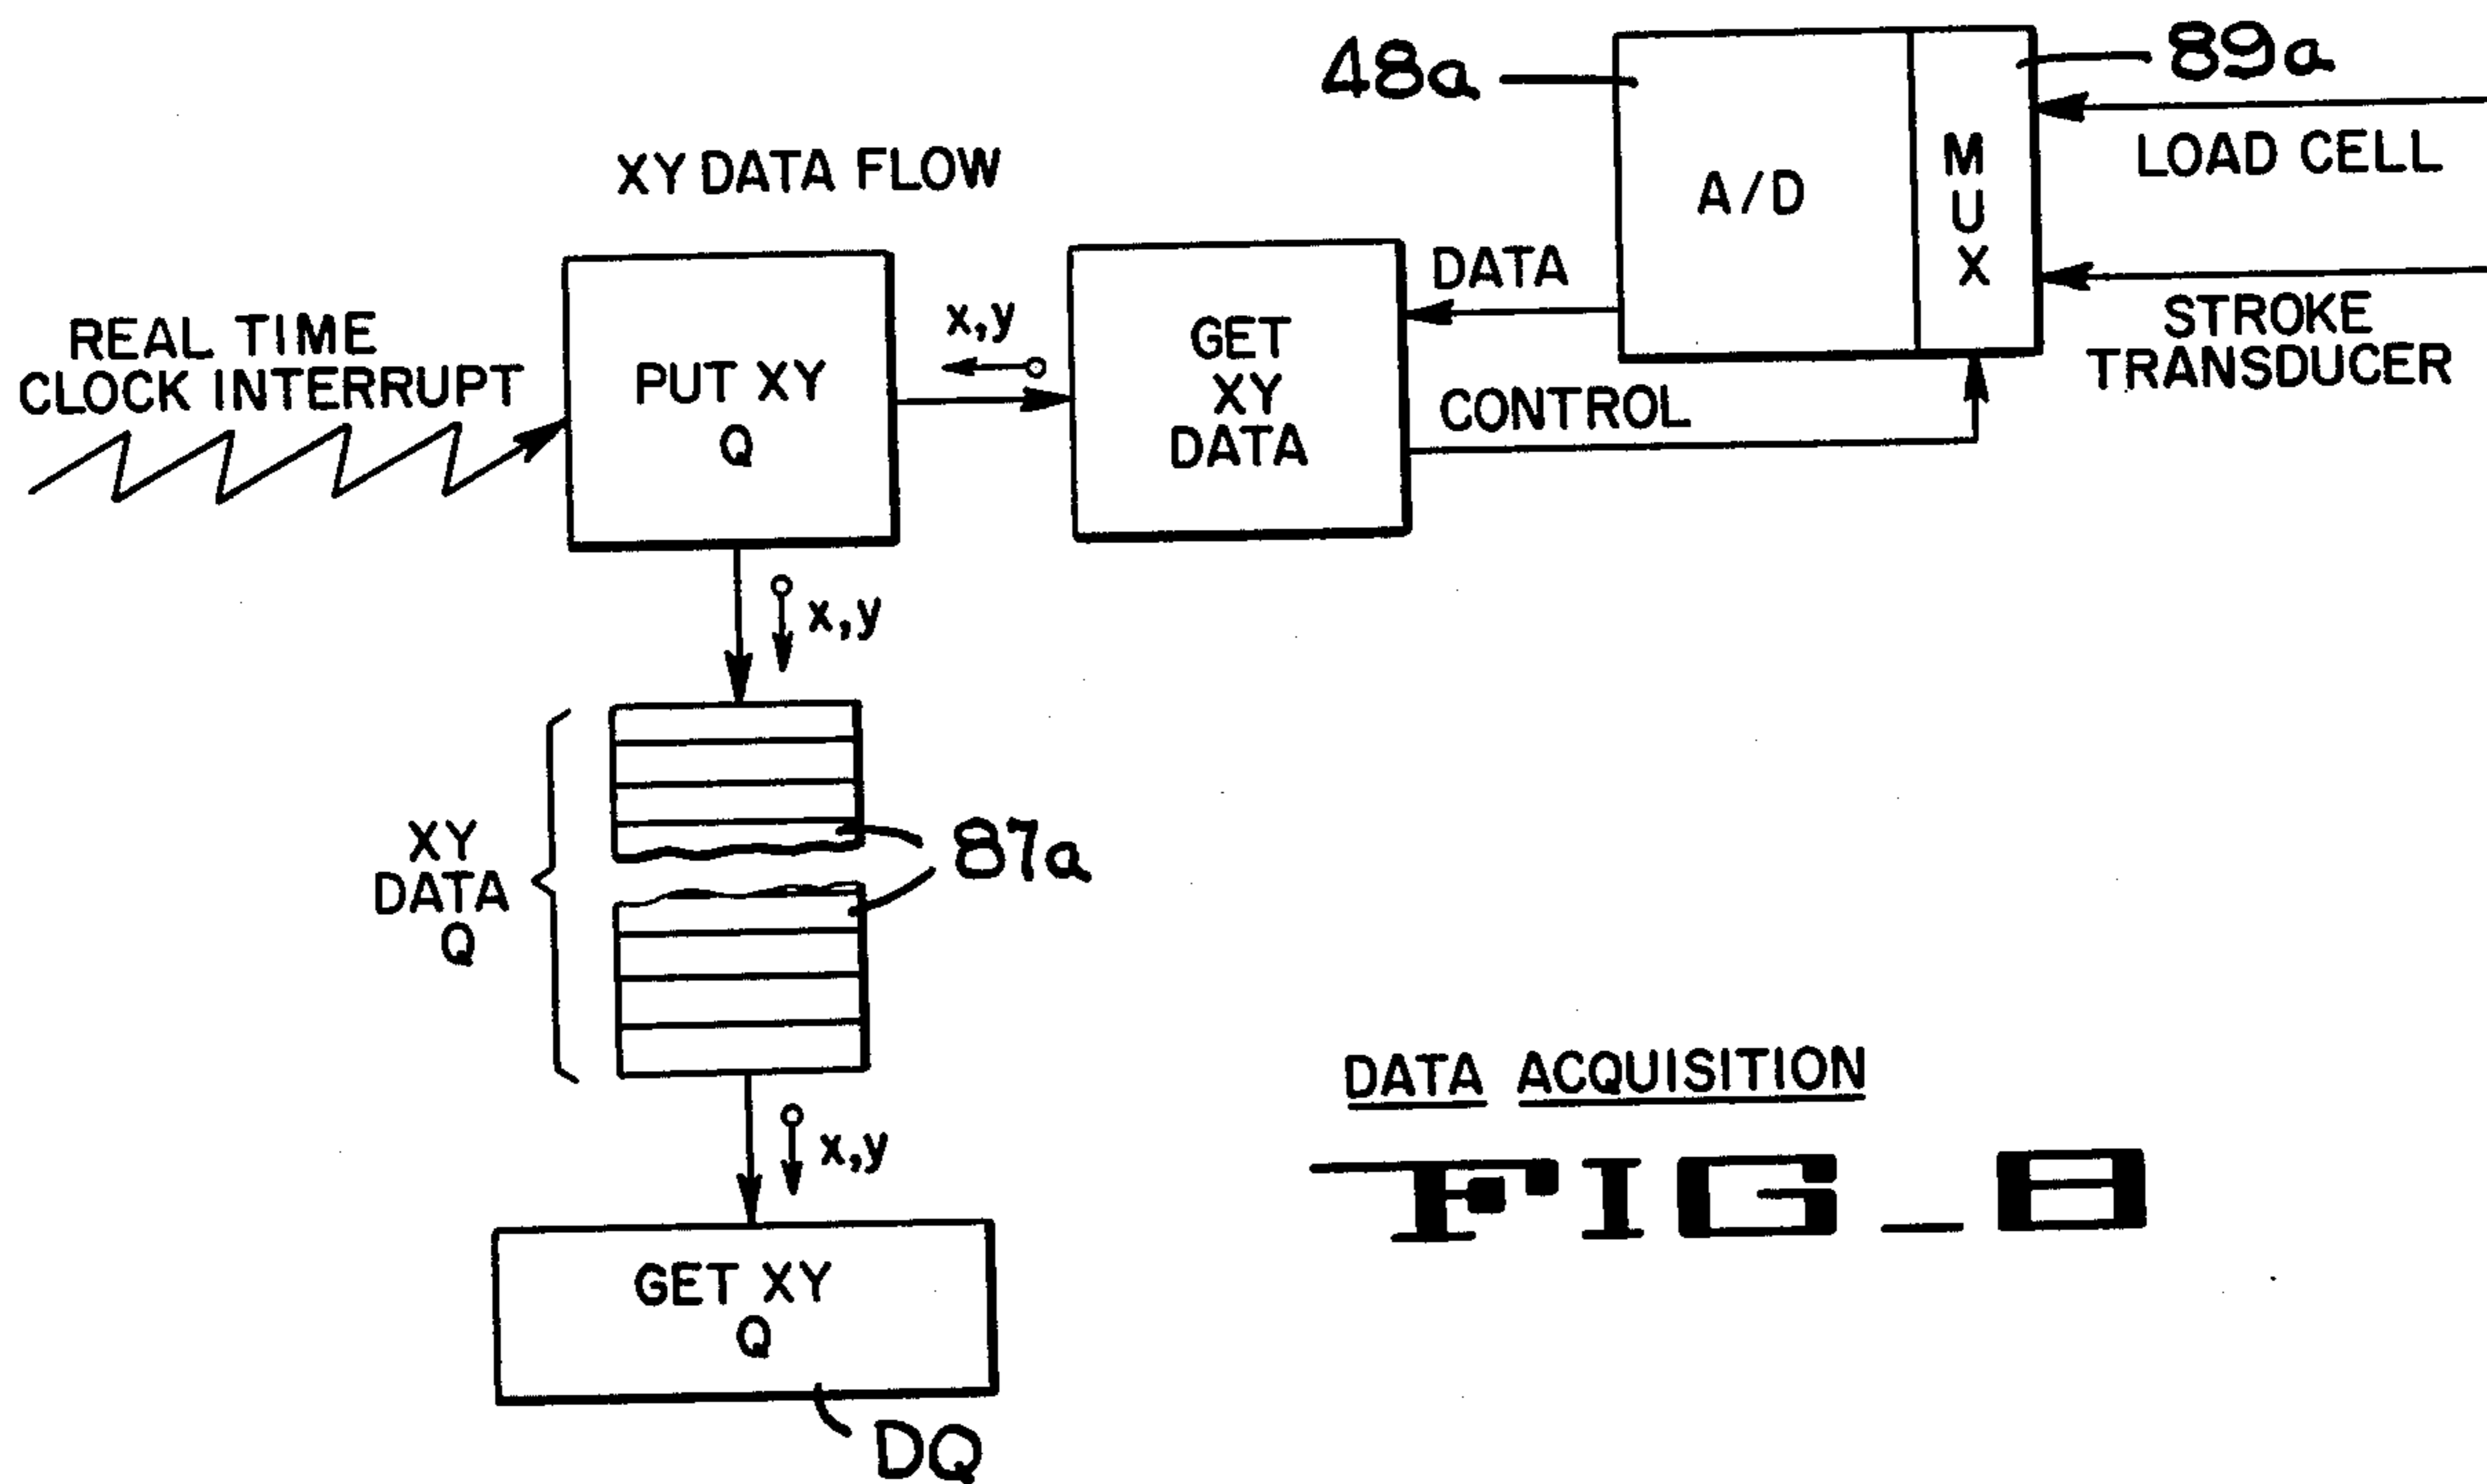 48a
89a
XY DATA FLOW
A/D
M
U
X
LOAD CELL
REAL TIME
CLOCK INTERRUPT
PUT XY
Q
x,y
GET
XY
DATA
DATA
CONTROL
STROKE
TRANSDUCER
x,y
XY
DATA
Q
87a
x,y
GET XY
Q
DQ
DATA ACQUISITION
FIG_8